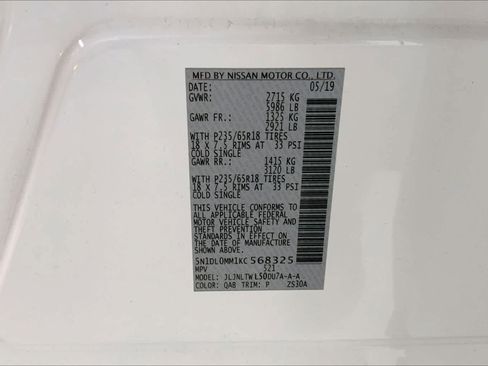 MFD BY NISSAN MOTOR CO., LTD.
DATE: 05/19
GVWR: 2715 KG
5986 LB
GAWR FR.: 1325 KG
2921 LB
WITH P235/65R18 TIRES
18 X 7.5 RIMS AT 33 PSI
COLD SINGLE
GAWR RR.: 1415 KG
3120 LB
WITH P235/65R18 TIRES
18 X 7.5 RIMS AT 33 PSI
COLD SINGLE
THIS VEHICLE CONFORMS TO
ALL APPLICABLE FEDERAL
MOTOR VEHICLE SAFETY
AND THEFT PREVENTION
STANDARDS IN EFFECT ON
THE DATE OF MANUFACTURE
SHOWN ABOVE.
5N1DL0MM1KC568325
MPV S21
MODEL: JLJNLTWL50DU7A-A-A
COLOR: QAB TRIM: P ZS30A